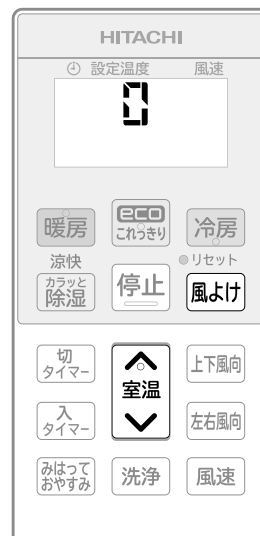 HITACHI
設定温度 風速
0
暖房
eco
これっきり
冷房
涼快
カラッと
除湿
停止
リセット
風よけ
切
タイマー
室温
上下風向
入
タイマー
左右風向
みはって
おやすみ
洗浄
風速